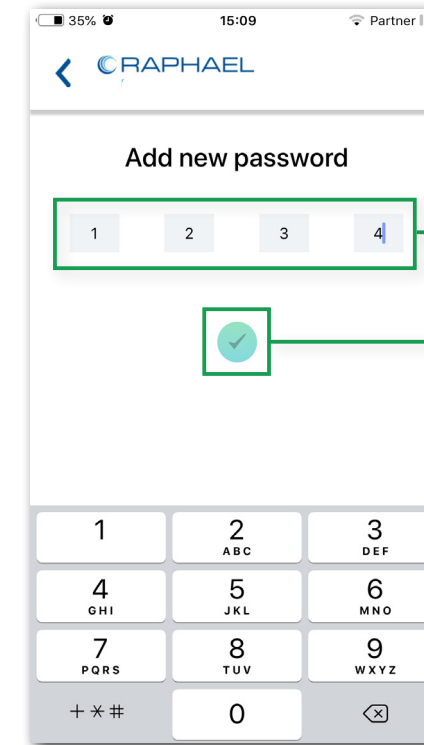 35% 15:09 Partner
RAPHAEL
Add new password
1 2 3 4
1 2 3
ABC DEF
4 5 6
GHI JKL MNO
7 8 9
PQRS TUV WXYZ
+*# 0